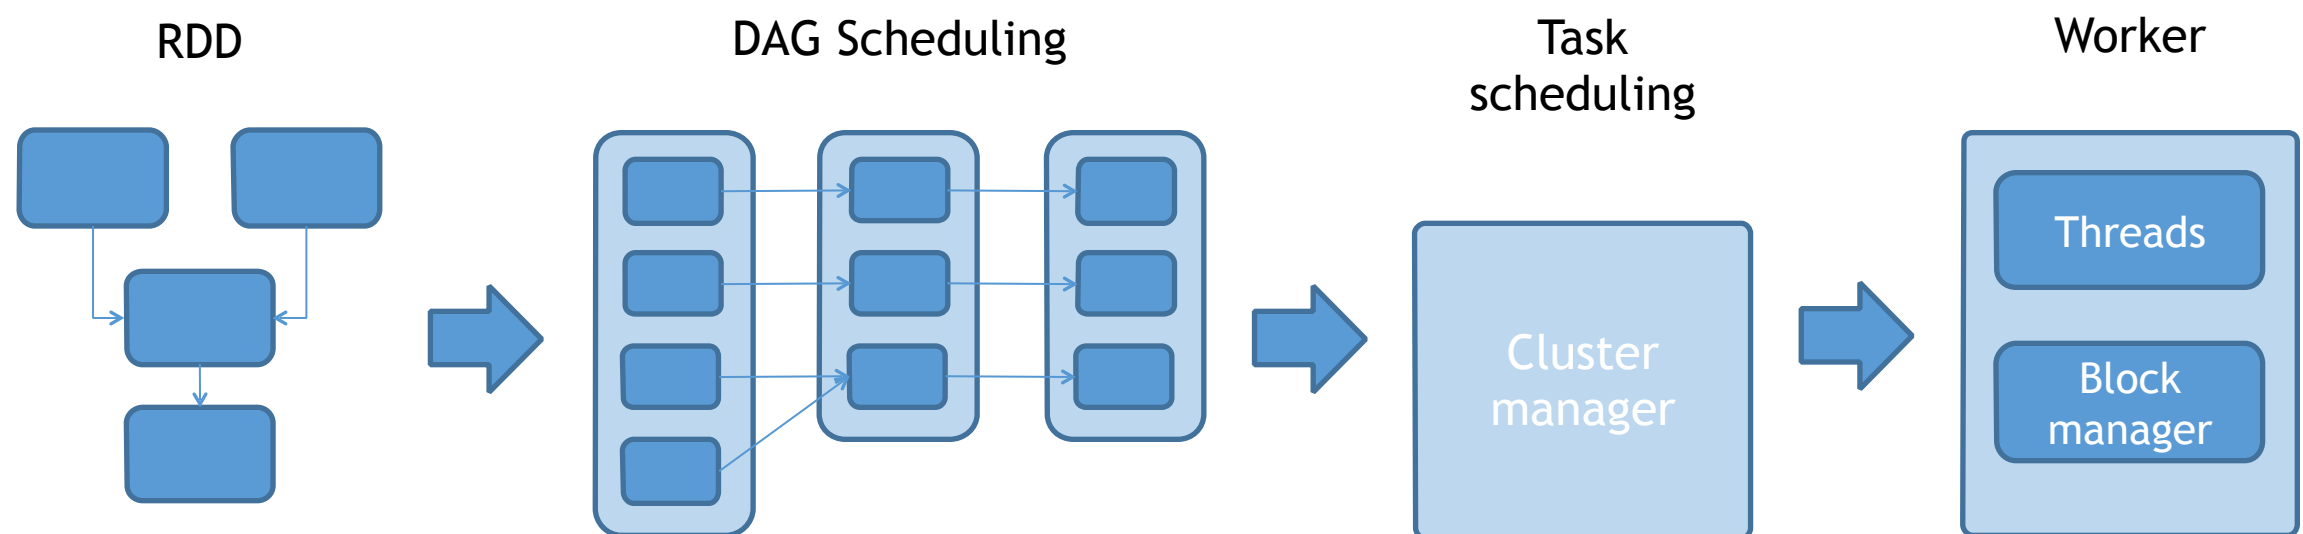 RDD
DAG Scheduling
Task
scheduling
Worker
Cluster
manager
Threads
Block
manager